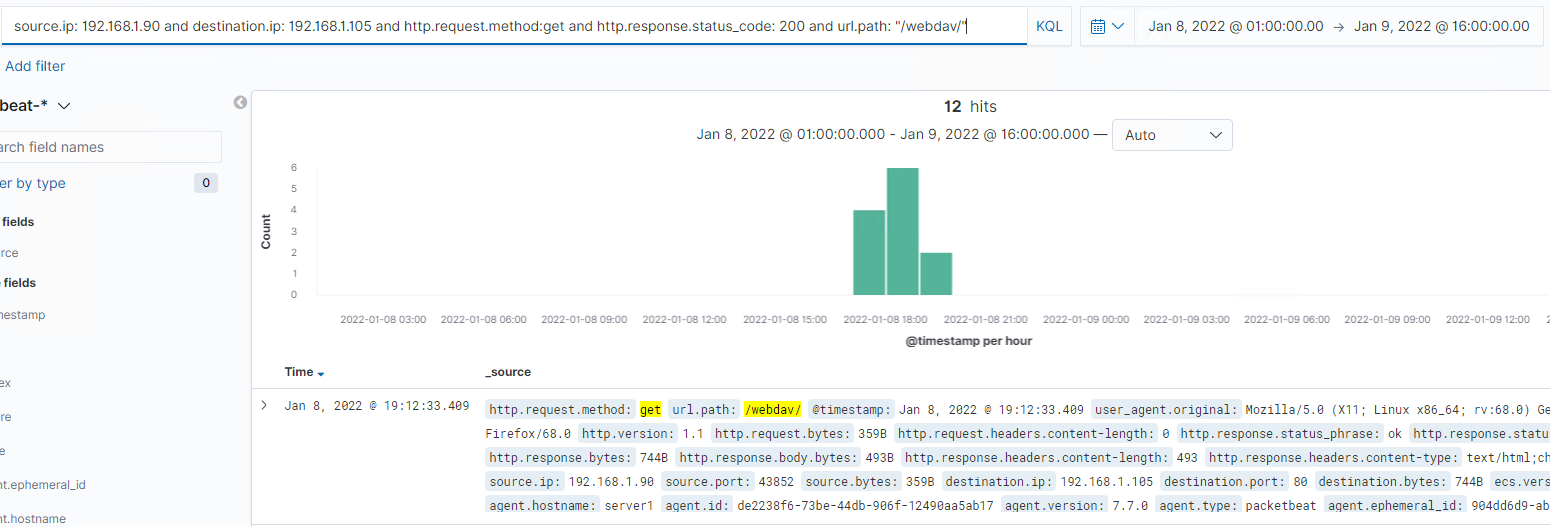 source.ip: 192.168.1.90 and destination.ip: 192.168.1.105 and http.request.method:get and http.response.status_code: 200 and url.path: "/webdav/" KQL Jan 8, 2022 @ 01:00:00.00 → Jan 9, 2022 @ 16:00:00.00
Add filter
beat-*
12 hits
arch field names
Jan 8, 2022 @ 01:00:00.000 - Jan 9, 2022 @ 16:00:00.000 — Auto
er by type 0
fields
rce
fields
nestamp
ex
re
e
nt.ephemeral_id
nt.hostname
Count
6
5
4
3
2
1
0
2022-01-08 03:00 2022-01-08 06:00 2022-01-08 09:00 2022-01-08 12:00 2022-01-08 15:00 2022-01-08 18:00 2022-01-08 21:00 2022-01-09 00:00 2022-01-09 03:00 2022-01-09 06:00 2022-01-09 09:00 2022-01-09 12:00
@timestamp per hour
Time _source
Jan 8, 2022 @ 19:12:33.409 http.request.method: get url.path: /webdav/ @timestamp: Jan 8, 2022 @ 19:12:33.409 user_agent.original: Mozilla/5.0 (X11; Linux x86_64; rv:68.0) Ge
Firefox/68.0 http.version: 1.1 http.request.bytes: 359B http.request.headers.content-length: 0 http.response.status_phrase: ok http.response.statu
http.response.bytes: 744B http.response.body.bytes: 493B http.response.headers.content-length: 493 http.response.headers.content-type: text/html;ch
source.ip: 192.168.1.90 source.port: 43852 source.bytes: 359B destination.ip: 192.168.1.105 destination.port: 80 destination.bytes: 744B ecs.vers
agent.hostname: server1 agent.id: de2238f6-73be-44db-906f-12490aa5ab17 agent.version: 7.7.0 agent.type: packetbeat agent.ephemeral_id: 904dd6d9-ab